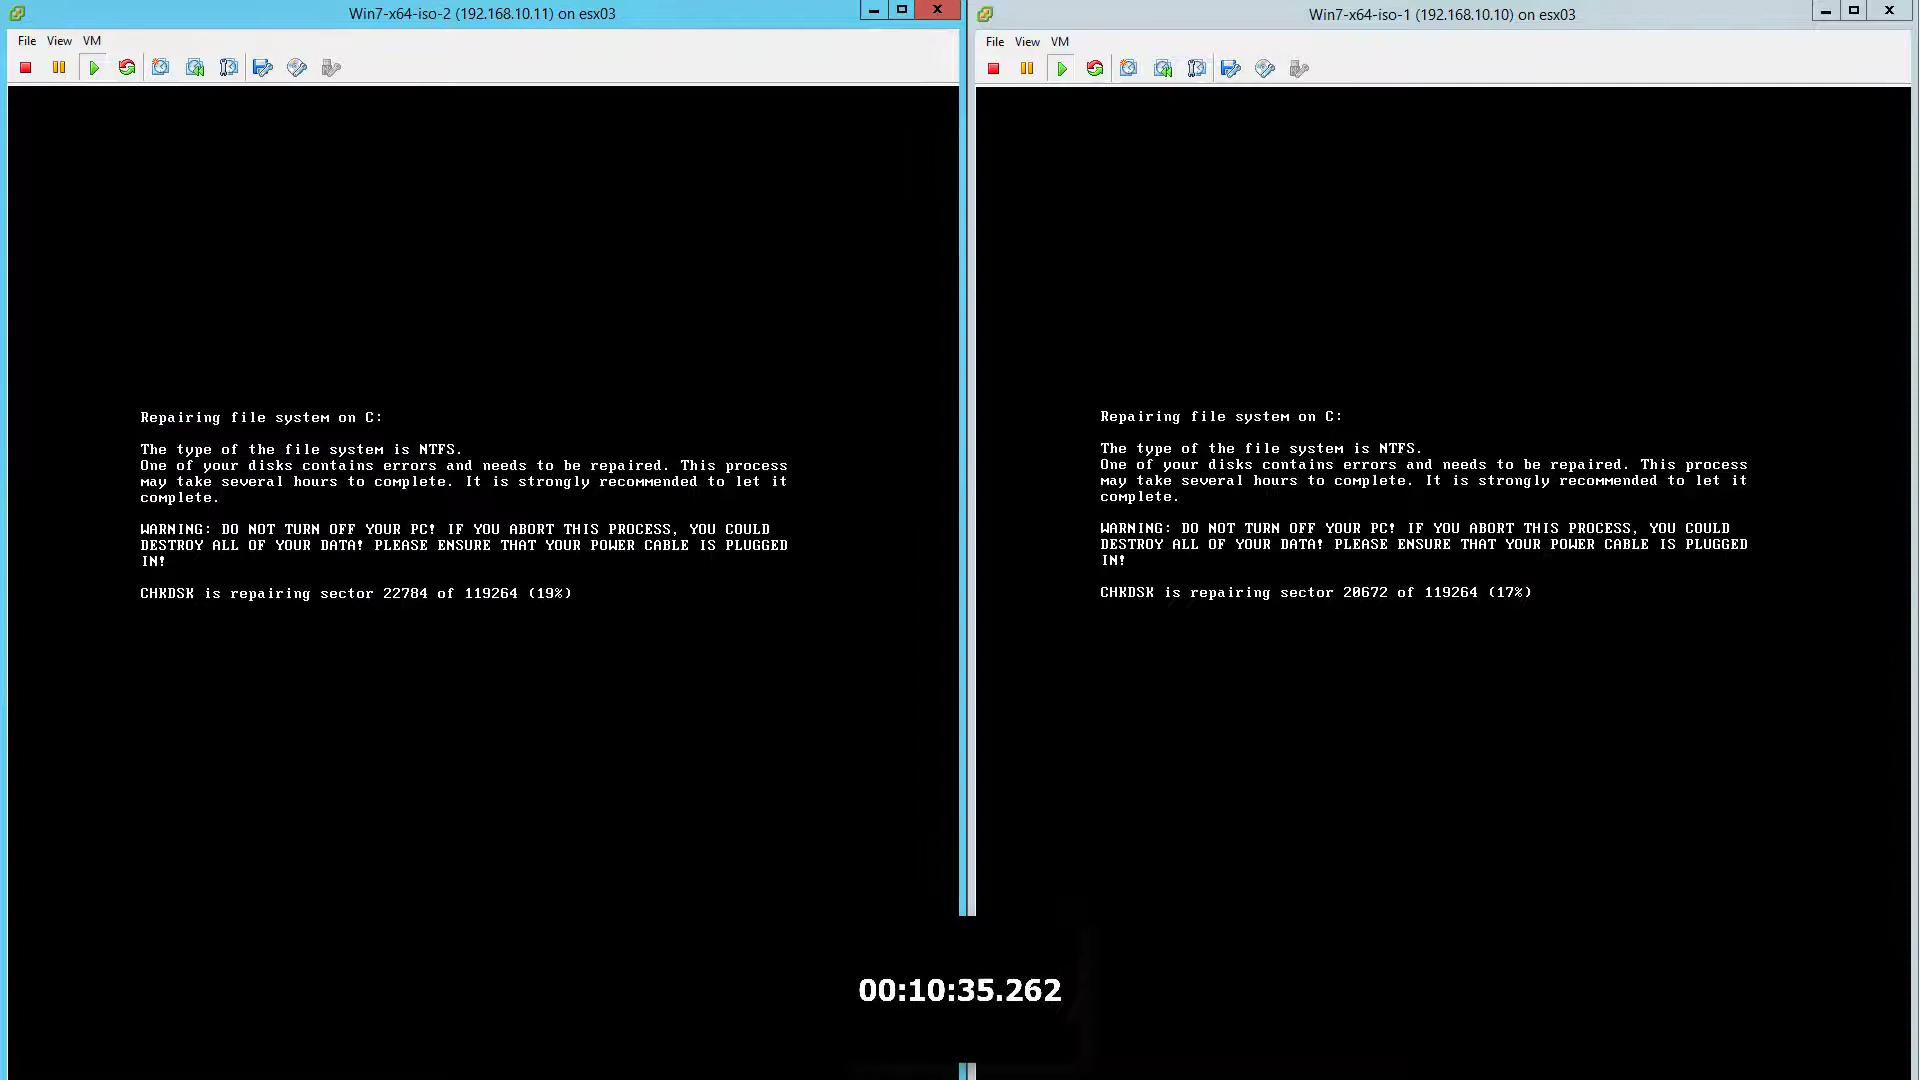 Win7-x64-iso-2 (192.168.10.11) on esx03
File View VM
Repairing file system on C:
The type of the file system is NTFS.
One of your disks contains errors and needs to be repaired. This process
may take several hours to complete. It is strongly recommended to let it
complete.
WARNING: DO NOT TURN OFF YOUR PC! IF YOU ABORT THIS PROCESS, YOU COULD
DESTROY ALL OF YOUR DATA! PLEASE ENSURE THAT YOUR POWER CABLE IS PLUGGED
IN!
CHKDSK is repairing sector 22784 of 119264 (19%)
Win7-x64-iso-1 (192.168.10.10) on esx03
File View VM
Repairing file system on C:
The type of the file system is NTFS.
One of your disks contains errors and needs to be repaired. This process
may take several hours to complete. It is strongly recommended to let it
complete.
WARNING: DO NOT TURN OFF YOUR PC! IF YOU ABORT THIS PROCESS, YOU COULD
DESTROY ALL OF YOUR DATA! PLEASE ENSURE THAT YOUR POWER CABLE IS PLUGGED
IN!
CHKDSK is repairing sector 20672 of 119264 (17%)
00:10:35.262